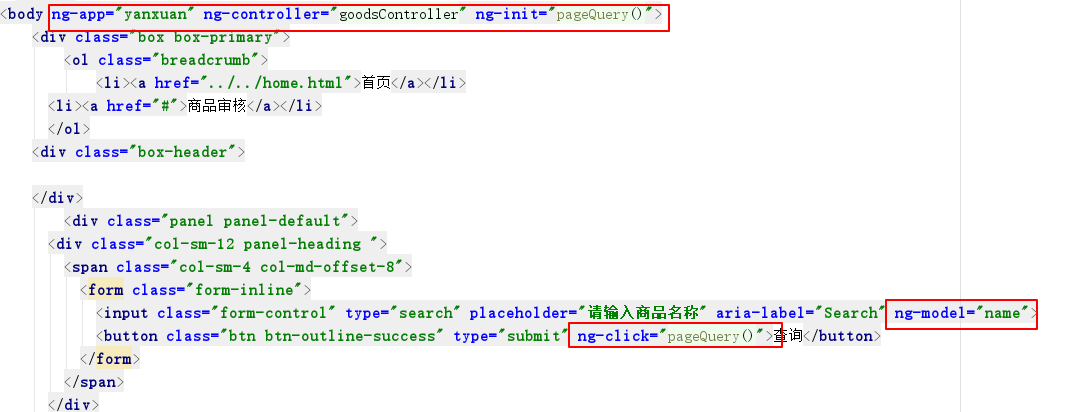 <body ng-app="yanxuan" ng-controller="goodsController" ng-init="pageQuery()">
<div class="box box-primary">
<ol class="breadcrumb">
<li><a href="../../home.html">首页</a></li>
<li><a href="#">商品审核</a></li>
</ol>
<div class="box-header">
</div>
<div class="panel panel-default">
<div class="col-sm-12 panel-heading ">
<span class="col-sm-4 col-md-offset-8">
<form class="form-inline">
<input class="form-control" type="search" placeholder="请输入商品名称" aria-label="Search" ng-model="name">
<button class="btn btn-outline-success" type="submit" ng-click="pageQuery()">查询</button>
</form>
</span>
</div>